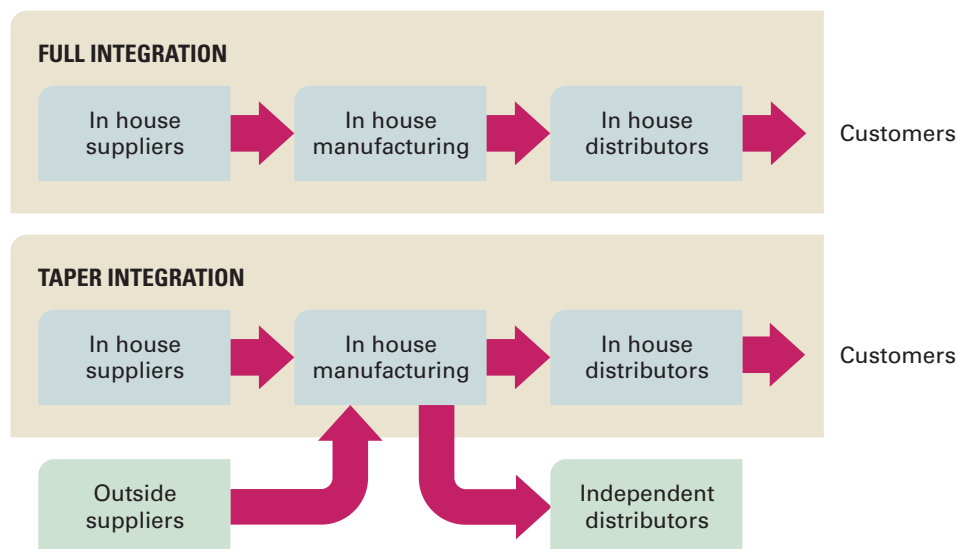 FULL INTEGRATION
In house
suppliers
In house
manufacturing
In house
distributors
Customers
TAPER INTEGRATION
In house
suppliers
In house
manufacturing
In house
distributors
Customers
Outside
suppliers
Independent
distributors